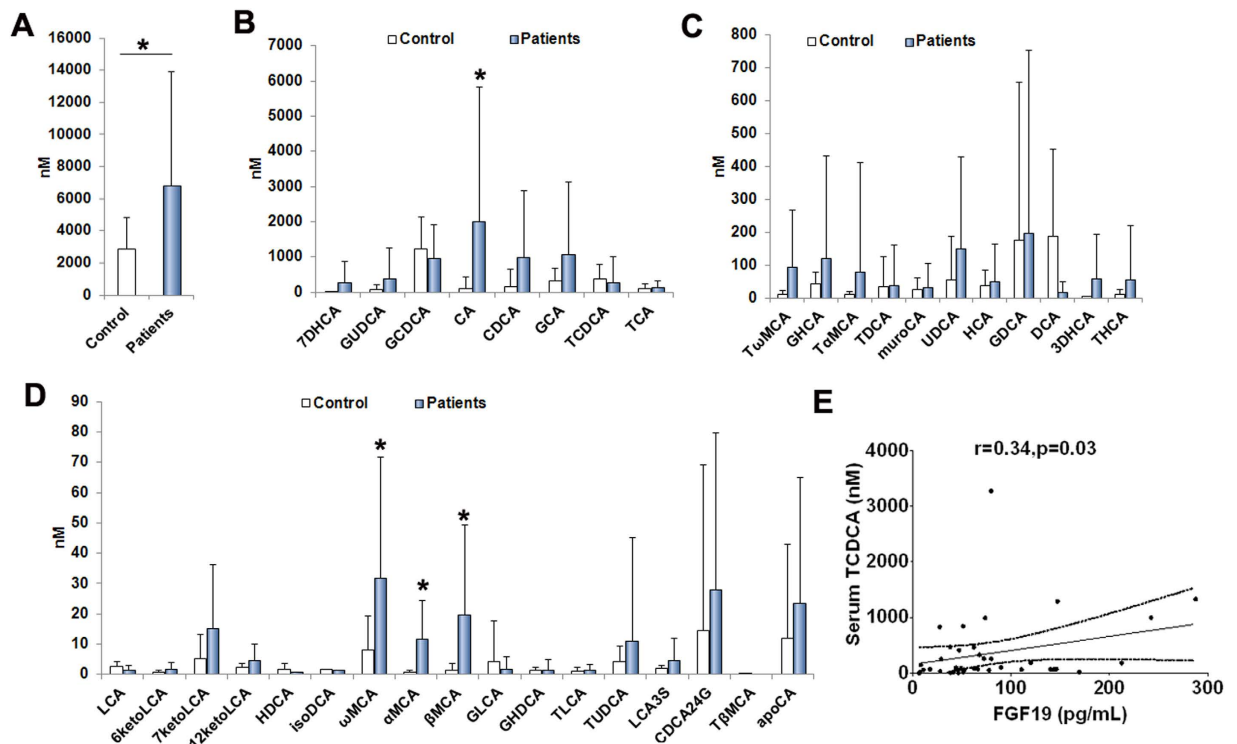 A
16000
14000
12000
10000
8000
6000
4000
2000
0
nM
*
Control
Patients
B
Control
Patients
7000
6000
5000
4000
3000
2000
1000
0
nM
*
7DHCA
GUDCA
GCDCA
CA
CDCA
GCA
TCDCA
TCA
C
Control
Patients
800
700
600
500
400
300
200
100
0
nM
TωMCA
GHCA
TαMCA
TDCA
muroCA
UDCA
HCA
GDCA
DCA
3DHCA
THCA
D
Control
Patients
90
80
70
60
50
40
30
20
10
0
nM
*
*
*
LCA
6ketoLCA
7ketoLCA
12ketoLCA
HDCA
isoDCA
ωMCA
αMCA
βMCA
GLCA
GHDCA
TLCA
TUDCA
LCA3S
CDCA24G
TβMCA
apoCA
E
r=0.34,p=0.03
Serum TCDCA (nM)
4000
3000
2000
1000
0
0
100
200
300
FGF19 (pg/mL)